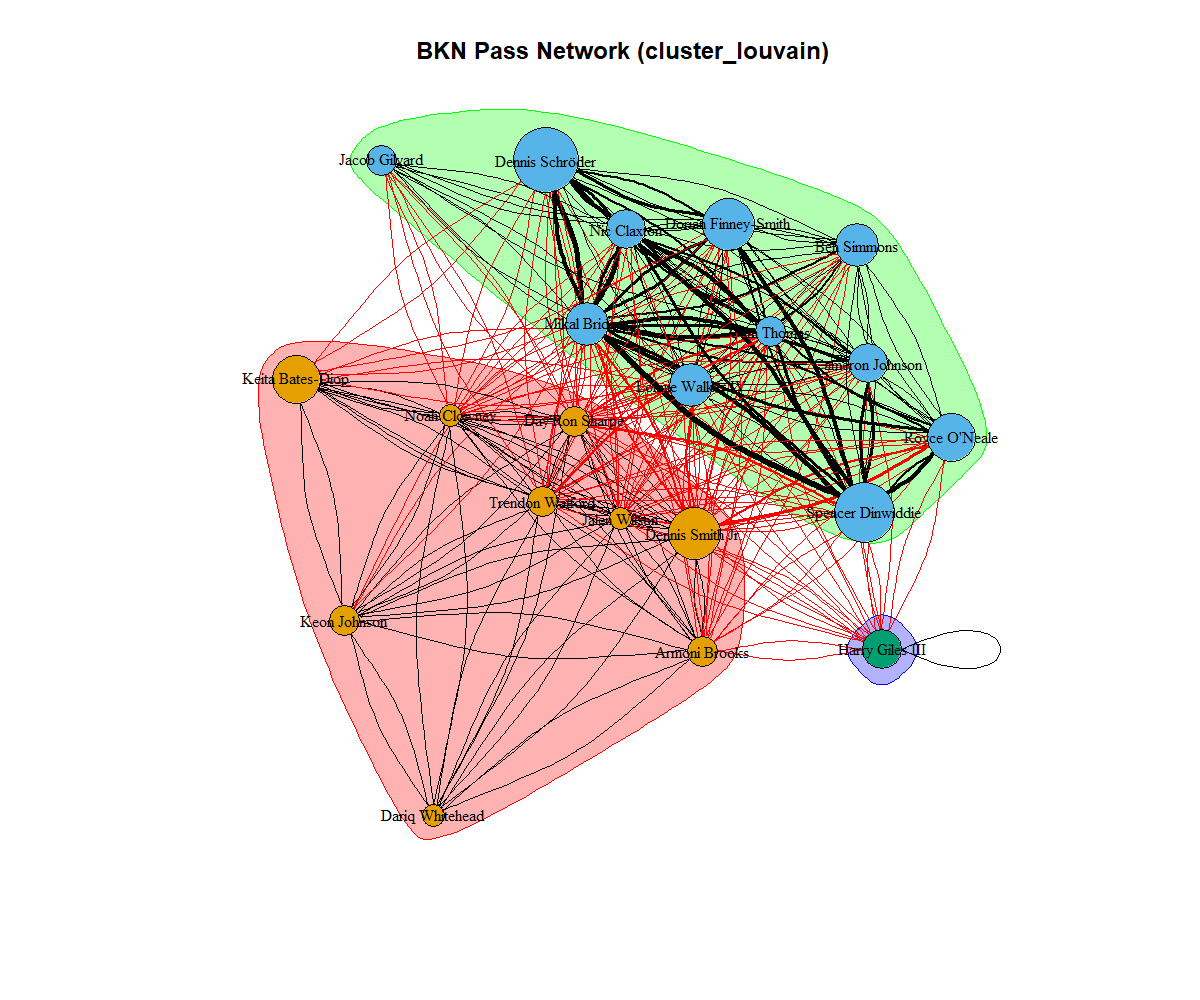 BKN Pass Network (cluster_louvain)
Jacob Gilyard
Dennis Schröder
Nic Claxton
Dorian Finney-Smith
Ben Simmons
Mikal
Thomas
Cameron Johnson
Lonnie Walker
Keita Bates-Diop
Noah Clowney
Day'Ron Sharpe
Royce O'Neale
Trendon Watford
Jalen Wilson
Spencer Dinwiddie
Dennis Smith Jr.
Keon Johnson
Armoni Brooks
Harry Giles III
Dariq Whitehead